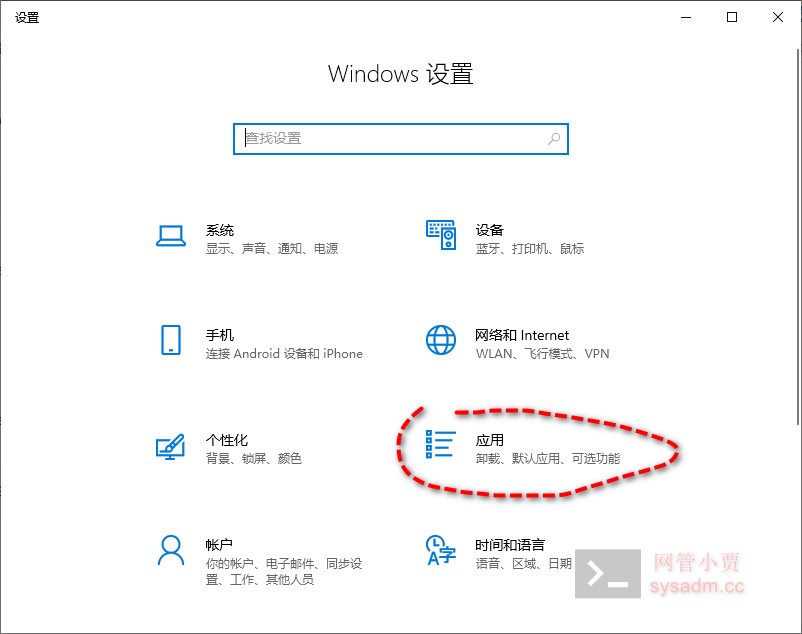 设置
Windows 设置
查找设置
系统
显示、声音、通知、电源
设备
蓝牙、打印机、鼠标
手机
连接 Android 设备和 iPhone
网络和 Internet
WLAN、飞行模式、VPN
个性化
背景、锁屏、颜色
应用
卸载、默认应用、可选功能
帐户
你的帐户、电子邮件、同步设
置、工作、其他人员
时间和语言
语音、区域、日期
网管小贾
sysadm.cc